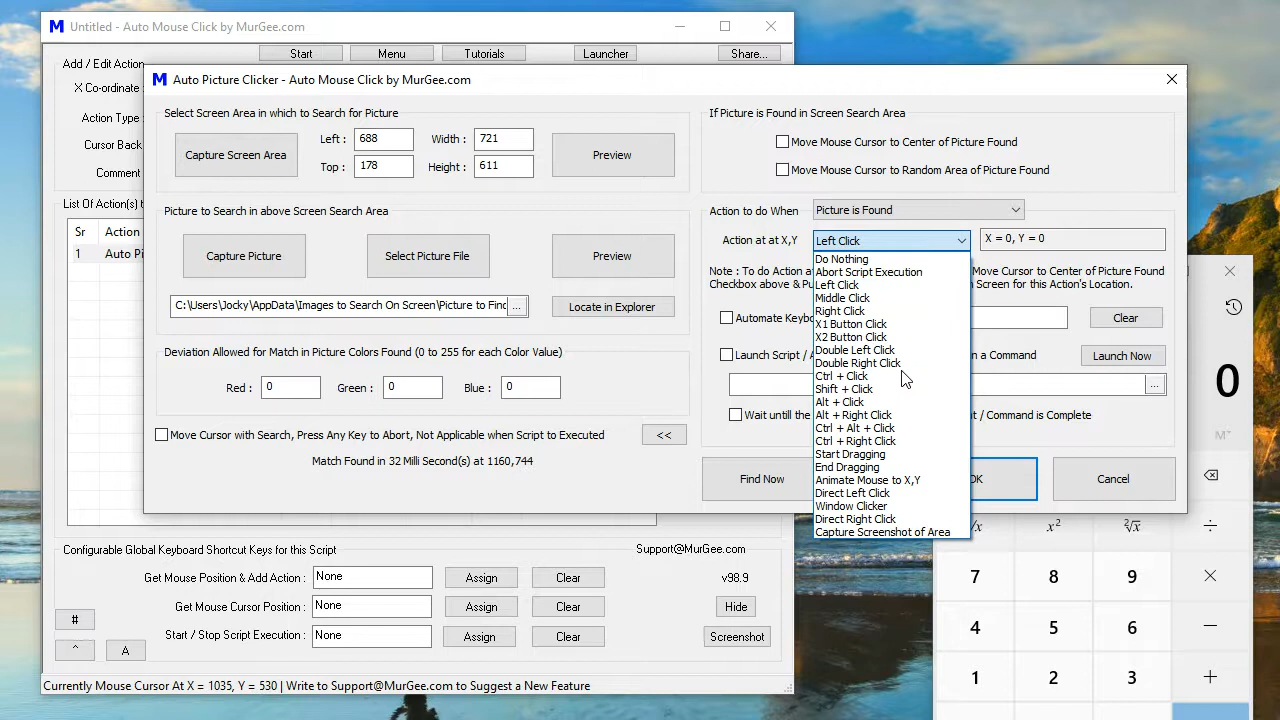 M Untitled - Auto Mouse Click by MurGee.com
Add / Edit Action
Start
Menu
Tutorials
Launcher
Share...
X Co-ordinate
Action Type :
Cursor Back
Comment
List Of Action(s)
Sr
Action
1
Auto Pi
M Auto Picture Clicker - Auto Mouse Click by MurGee.com
Select Screen Area in which to Search for Picture
Capture Screen Area
Left :
688
Width :
721
Top :
178
Height :
611
Preview
Picture to Search in above Screen Search Area
Capture Picture
Select Picture File
Preview
C:\Users\Jocky\AppData\Images to Search On Screen\Picture to Find
...
Locate in Explorer
Deviation Allowed for Match in Picture Colors Found (0 to 255 for each Color Value)
Red :
0
Green :
0
Blue :
0
Move Cursor with Search, Press Any Key to Abort, Not Applicable when Script to Executed
<<
Match Found in 32 Milli Second(s) at 1160,744
If Picture is Found in Screen Search Area
Move Mouse Cursor to Center of Picture Found
Move Mouse Cursor to Random Area of Picture Found
Action to do When
Picture is Found
Action at at X,Y
Left Click
X = 0, Y = 0
Note : To do Action at
Move Cursor to Center of Picture Found
Checkbox above & Pu
Screen for this Action's Location.
Automate Keybo
Clear
Launch Script / A
n a Command
Launch Now
...
Wait untill the
t / Command is Complete
Find Now
OK
Cancel
Do Nothing
Abort Script Execution
Left Click
Middle Click
Right Click
X1 Button Click
X2 Button Click
Double Left Click
Double Right Click
Ctrl + Click
Shift + Click
Alt + Click
Alt + Right Click
Ctrl + Alt + Click
Ctrl + Right Click
Start Dragging
End Dragging
Animate Mouse to X,Y
Direct Left Click
Window Clicker
Direct Right Click
Capture Screenshot of Area
Configurable Global Keyboard Shortcut Keys for this Script
Support@MurGee.com
Get Mouse Position & Add Action :
None
Assign
Clear
v98.9
Get Mouse Cursor Position :
None
Assign
Clear
Hide
#
Start / Stop Script Execution :
None
Assign
Clear
Screenshot
^
A
Currently Mouse Cursor At X = 1035, Y = 530 | Write to Support@MurGee.com to Suggest a New Feature
0
M
⌫
¹/x
x²
²√x
÷
7
8
9
×
4
5
6
−
1
2
3
+